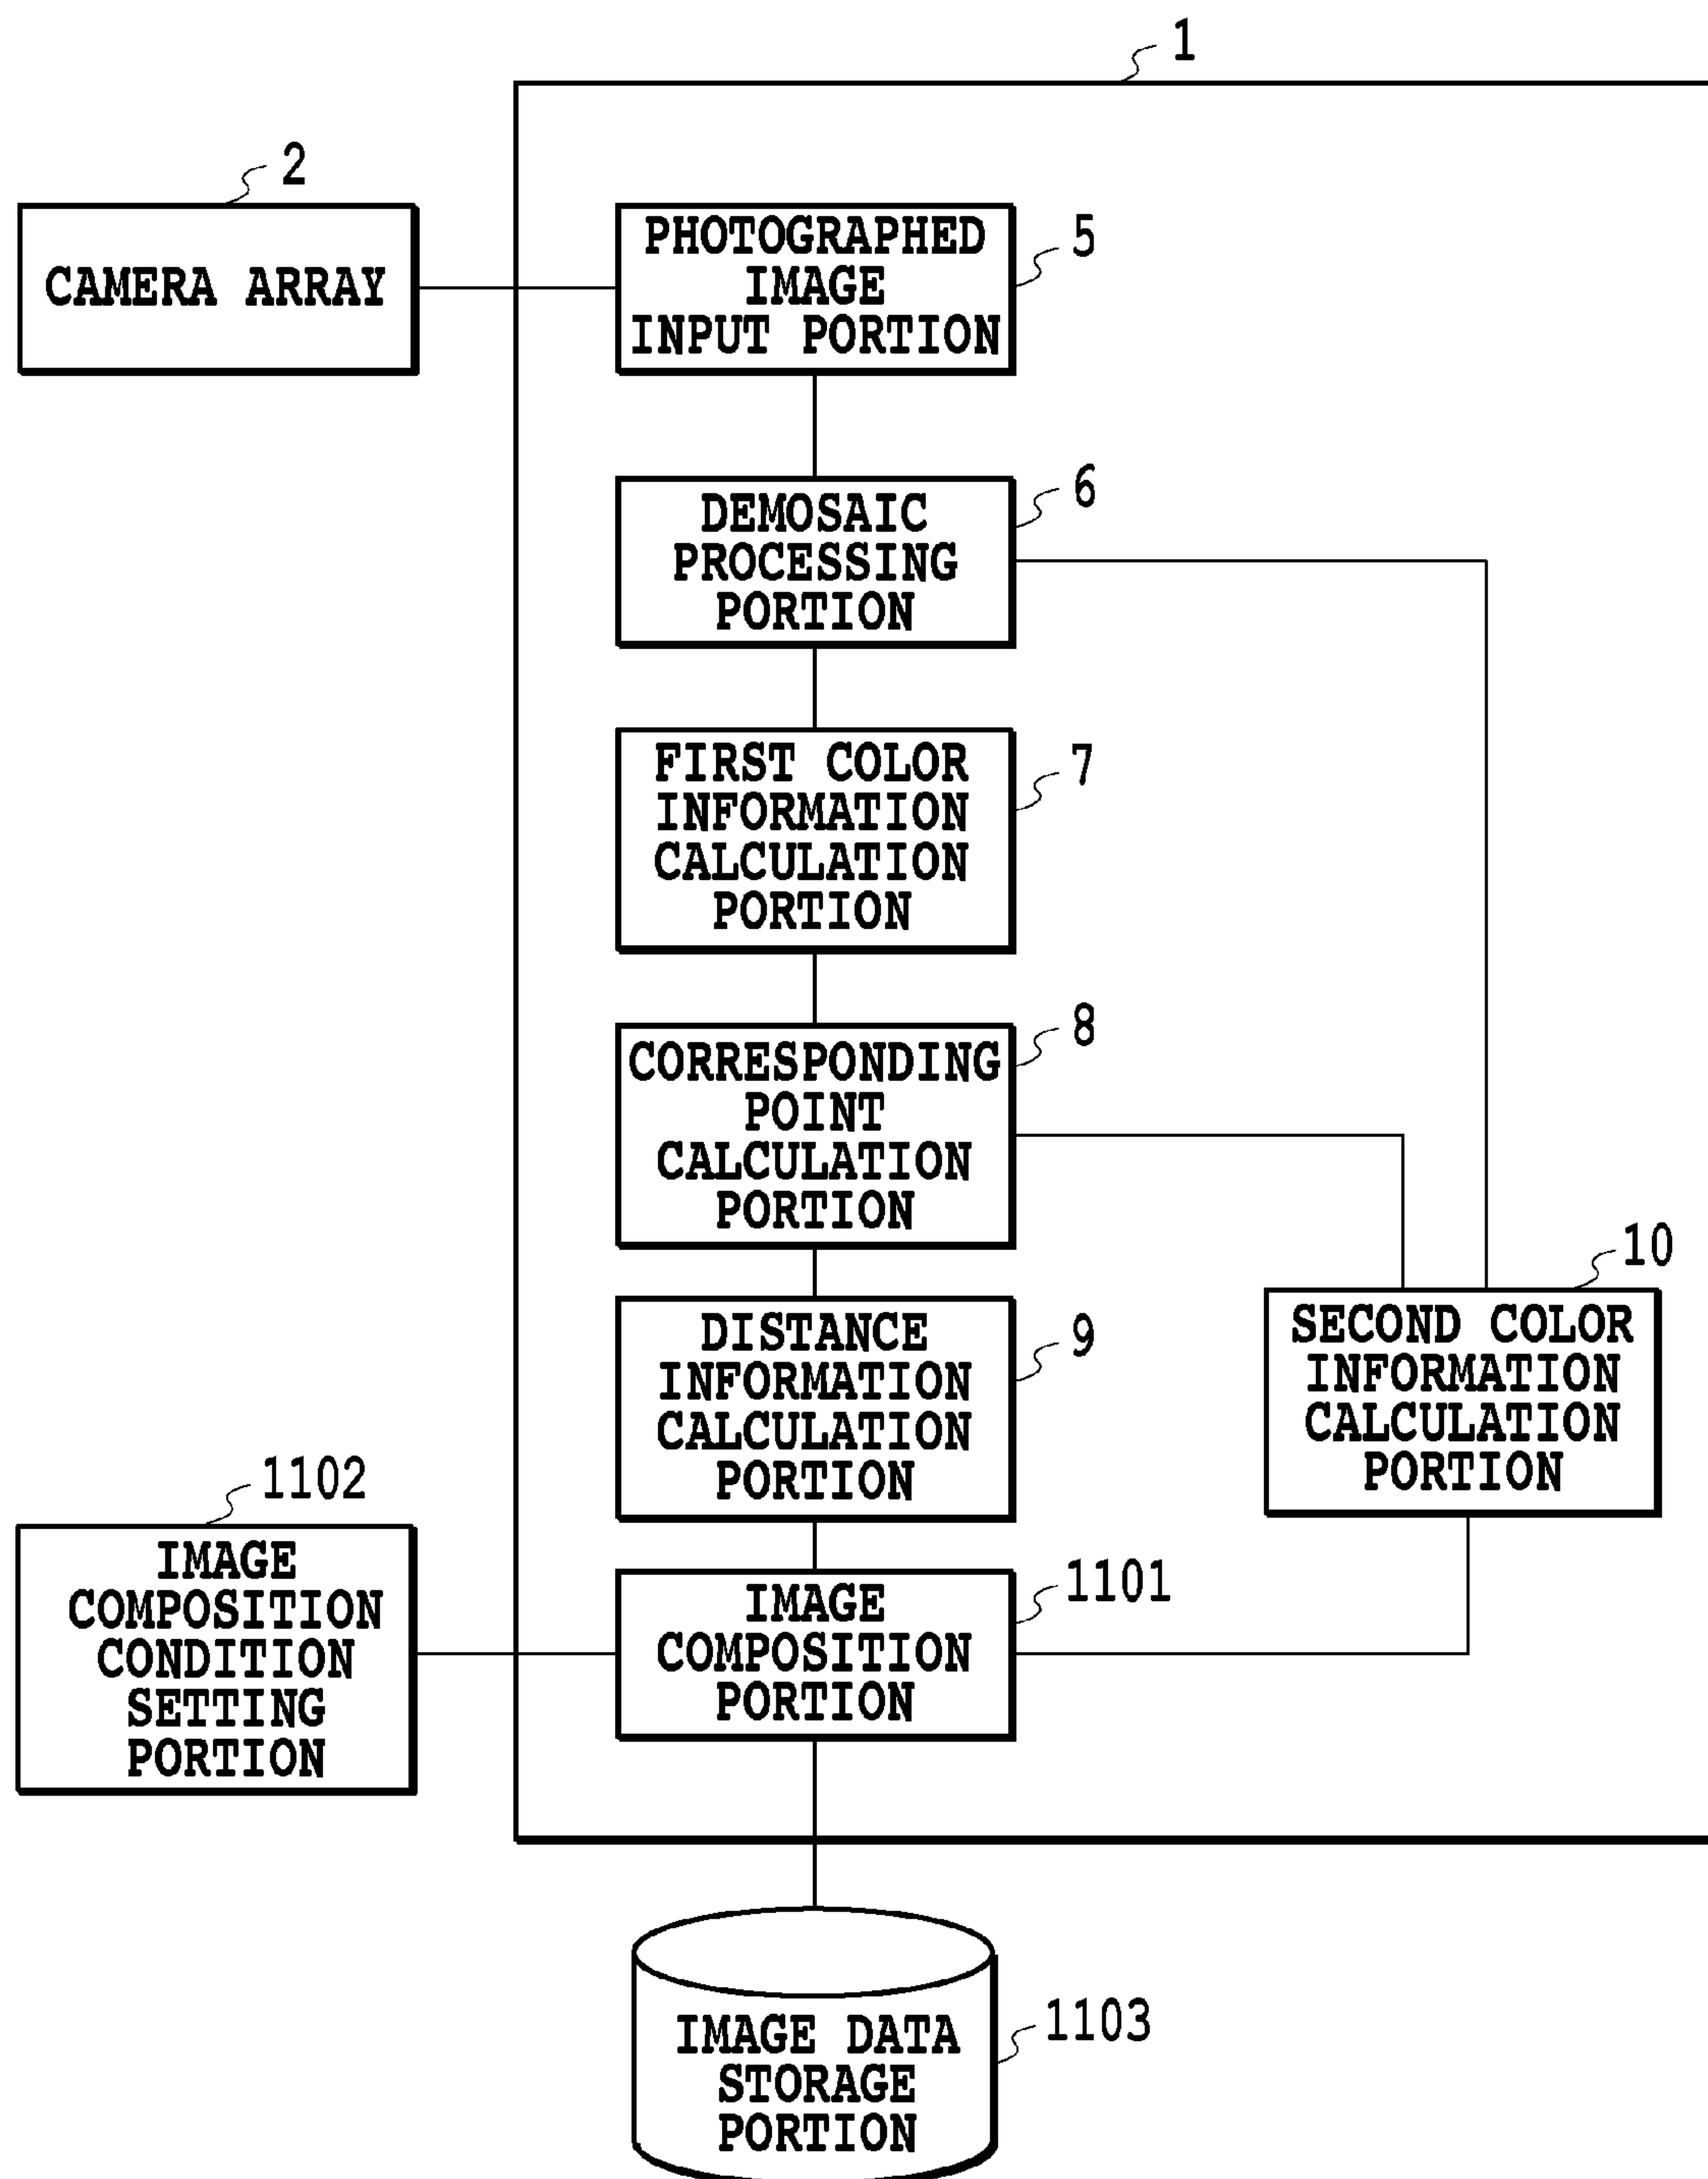 1
2
CAMERA ARRAY
PHOTOGRAPHED
IMAGE
INPUT PORTION
5
DEMOSAIC
PROCESSING
PORTION
6
FIRST COLOR
INFORMATION
CALCULATION
PORTION
7
CORRESPONDING
POINT
CALCULATION
PORTION
8
DISTANCE
INFORMATION
CALCULATION
PORTION
9
10
SECOND COLOR
INFORMATION
CALCULATION
PORTION
1102
IMAGE
COMPOSITION
CONDITION
SETTING
PORTION
IMAGE
COMPOSITION
PORTION
1101
IMAGE DATA
STORAGE
PORTION
1103